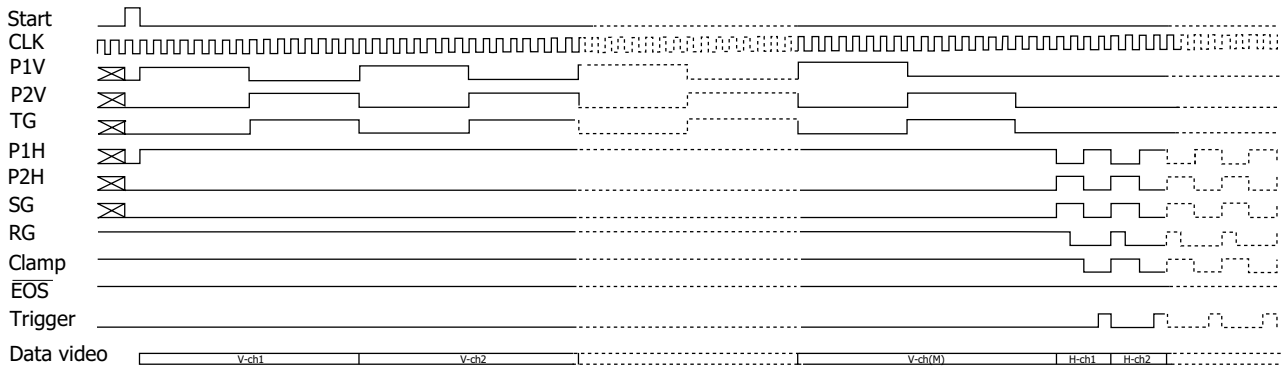 Start
CLK
P1V
P2V
TG
P1H
P2H
SG
RG
Clamp
EOS
Trigger
Data video V-ch1 V-ch2 V-ch(M) H-ch1 H-ch2